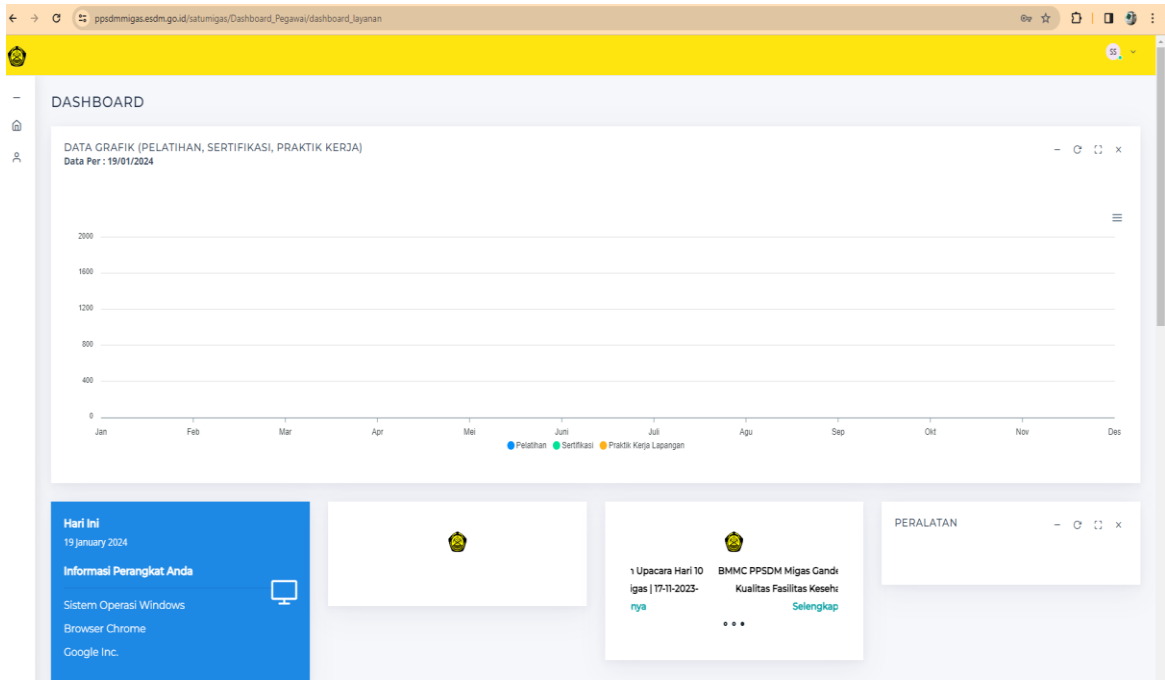 ppsdmmigas.esdm.go.id/satumigas/Dashboard_Pegawai/dashboard_layanan
SS
DASHBOARD
DATA GRAFIK (PELATIHAN, SERTIFIKASI, PRAKTIK KERJA)
Data Per : 19/01/2024
2000
1600
1200
800
400
0
Jan Feb Mar Apr Mei Juni Juli Agu Sep Okt Nov Des
Pelatihan Sertifikasi Praktik Kerja Lapangan
Hari Ini
19 January 2024
Informasi Perangkat Anda
Sistem Operasi Windows
Browser Chrome
Google Inc.
Upacara Hari 10
igas | 17-11-2023-
nya
BMMC PPSDM Migas Gande
Kualitas Fasilitas Keseha
Selengkap
PERALATAN